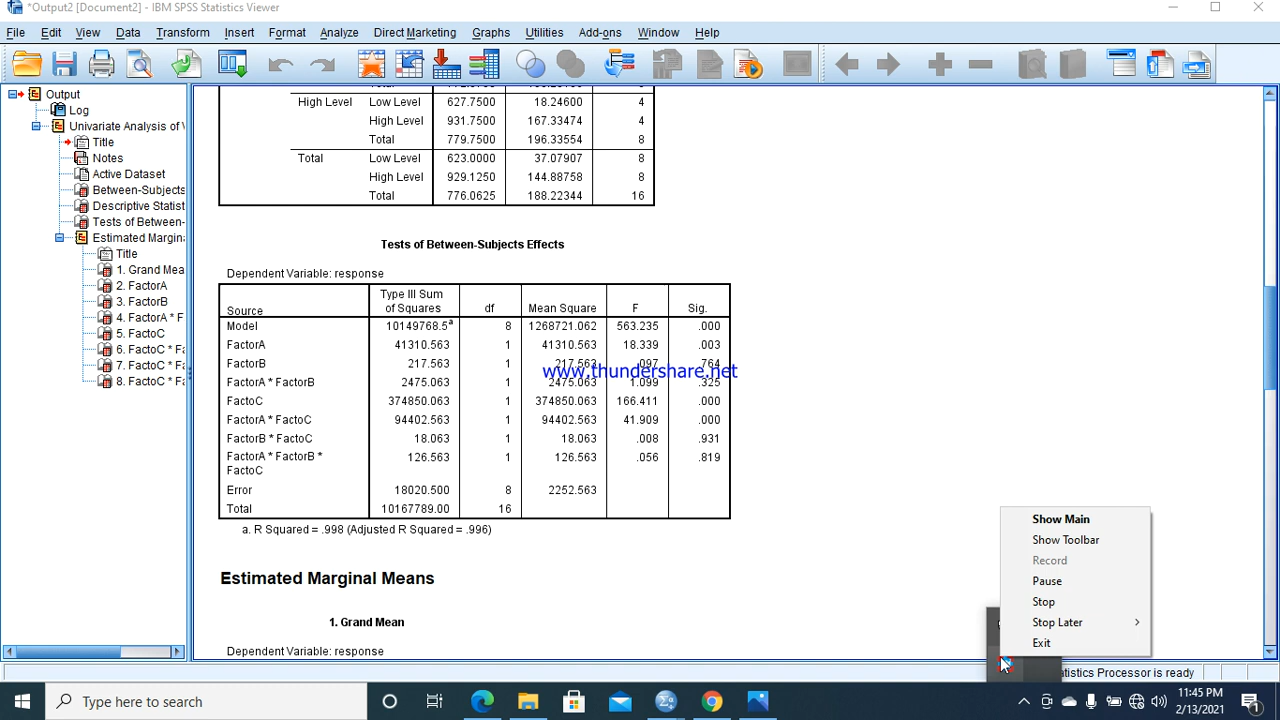 *Output2 [Document2] - IBM SPSS Statistics Viewer
File Edit View Data Transform Insert Format Analyze Direct Marketing Graphs Utilities Add-ons Window Help
Output
Log
Univariate Analysis of V
Title
Notes
Active Dataset
Between-Subjects
Descriptive Statist
Tests of Between-
Estimated Margina
Title
1. Grand Mea
2. FactorA
3. FactorB
4. FactorA * F
5. FactoC
6. FactoC * Fa
7. FactoC * Fa
8. FactoC * Fa
High Level Low Level 627.7500 18.24600 4
High Level 931.7500 167.33474 4
Total 779.7500 196.33554 8
Total Low Level 623.0000 37.07907 8
High Level 929.1250 144.88758 8
Total 776.0625 188.22344 16
Tests of Between-Subjects Effects
Dependent Variable: response
Source Type III Sum of Squares df Mean Square F Sig.
Model 10149768.5a 8 1268721.062 563.235 .000
FactorA 41310.563 1 41310.563 18.339 .003
FactorB 217.563 1 217.563 .097 .764
www.thundershare.net
FactorA * FactorB 2475.063 1 2475.063 1.099 .325
FactoC 374850.063 1 374850.063 166.411 .000
FactorA * FactoC 94402.563 1 94402.563 41.909 .000
FactorB * FactoC 18.063 1 18.063 .008 .931
FactorA * FactorB * FactoC 126.563 1 126.563 .056 .819
Error 18020.500 8 2252.563
Total 10167789.00 16
a. R Squared = .998 (Adjusted R Squared = .996)
Estimated Marginal Means
1. Grand Mean
Dependent Variable: response
Show Main
Show Toolbar
Record
Pause
Stop
Stop Later
Exit
tatistics Processor is ready
Type here to search
11:45 PM
2/13/2021
1